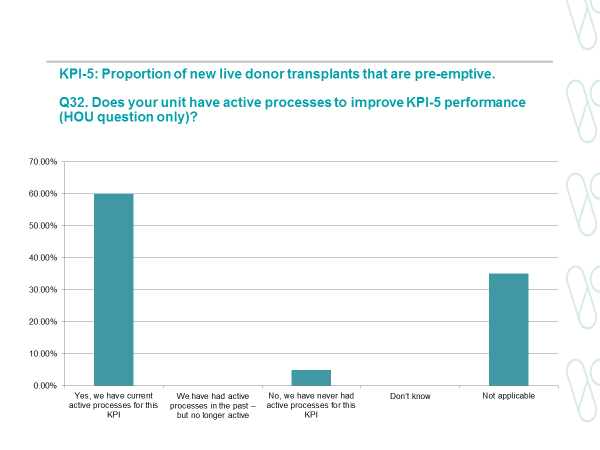 KPI-5: Proportion of new live donor transplants that are pre-emptive.
Q32. Does your unit have active processes to improve KPI-5 performance
(HOU question only)?
70.00%
60.00%
50.00%
40.00%
30.00%
20.00%
10.00%
0.00%
Yes, we have current
active processes for this
KPI
We have had active
processes in the past –
but no longer active
No, we have never had
active processes for this
KPI
Don't know
Not applicable